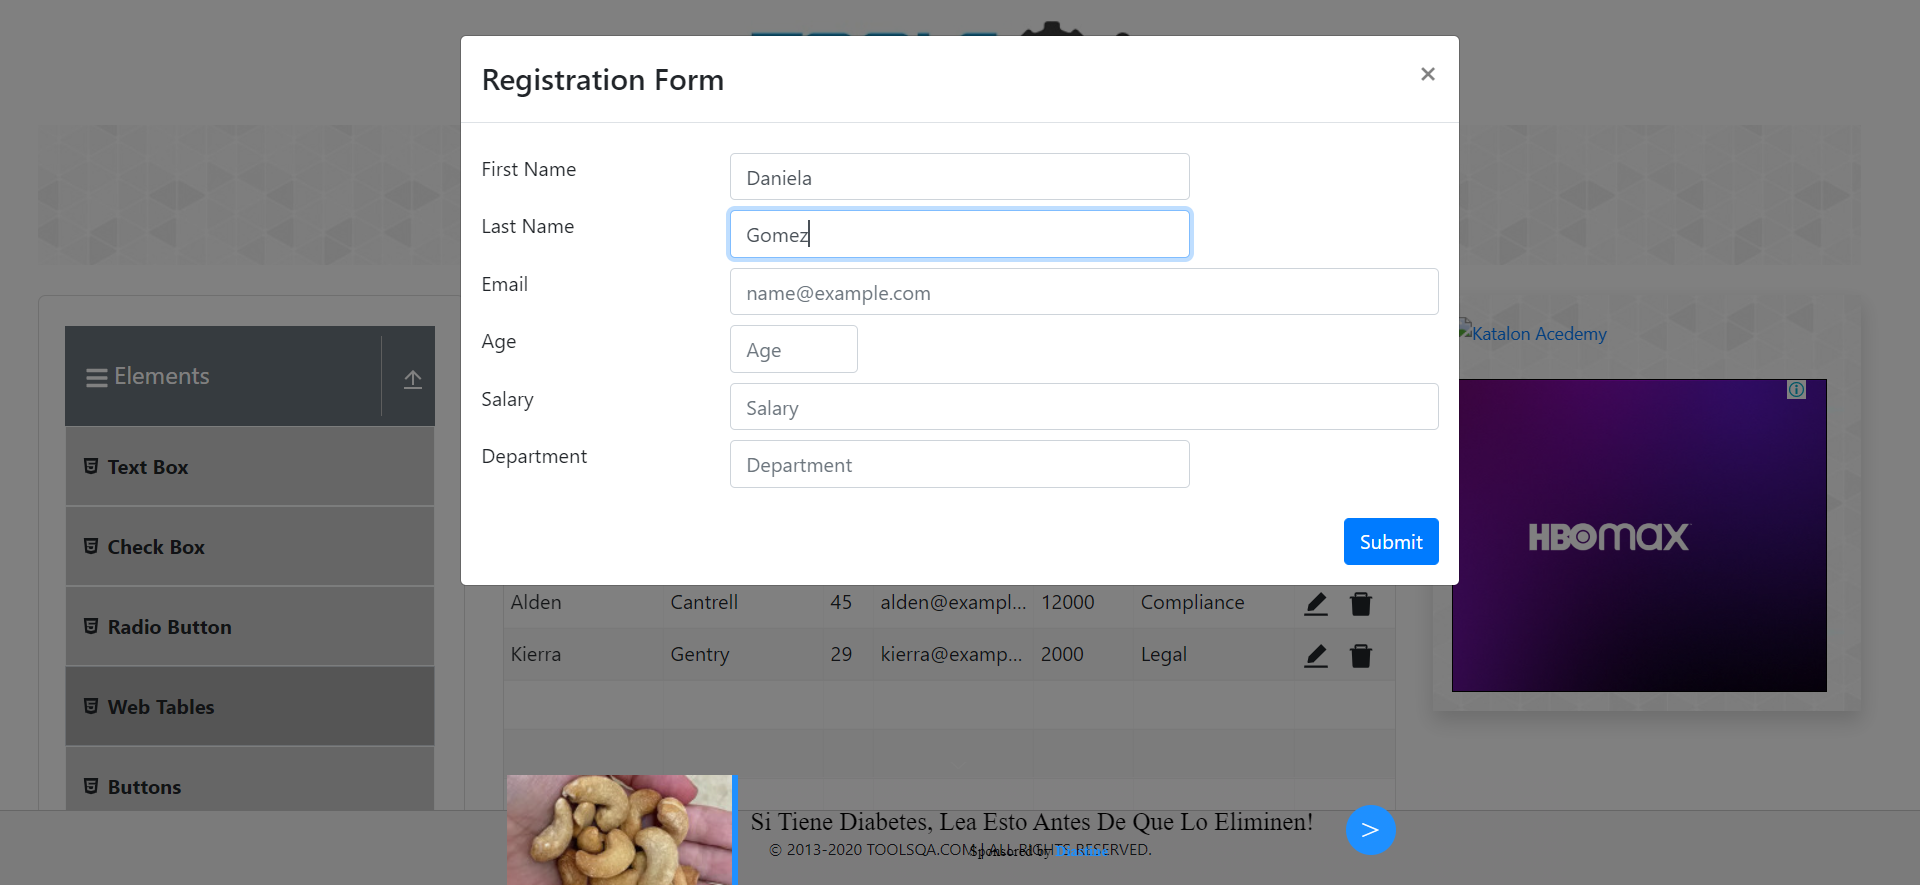 Registration Form
×
First Name
Daniela
Last Name
Gomez
Email
name@example.com
Age
Age
Salary
Salary
Department
Department
Submit
Elements
Text Box
Check Box
Radio Button
Web Tables
Buttons
Alden Cantrell 45 alden@exampl... 12000 Compliance
Kierra Gentry 29 kierra@examp... 2000 Legal
Katalon Acedemy
HBOmax
Si Tiene Diabetes, Lea Esto Antes De Que Lo Eliminen!
>
© 2013-2020 TOOLSQA.COM | ALL RIGHTS RESERVED.
Sponsored by